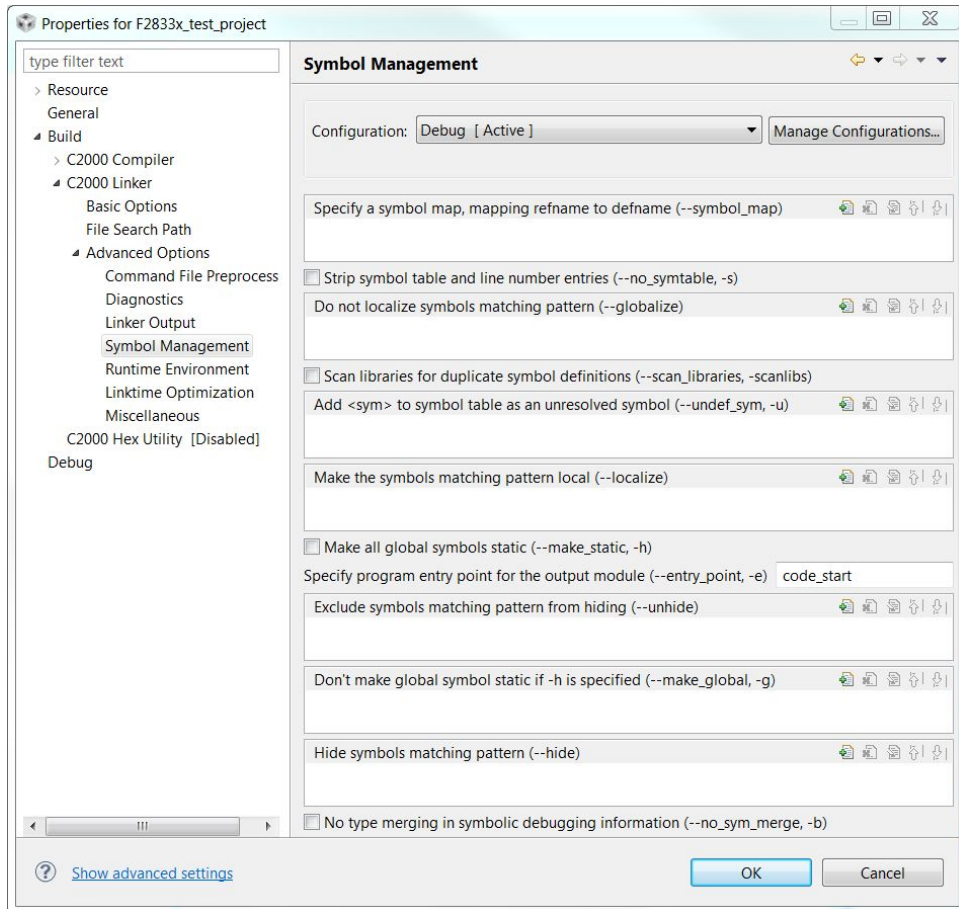 Properties for F2833x_test_project
type filter text
Resource
General
Build
C2000 Compiler
C2000 Linker
Basic Options
File Search Path
Advanced Options
Command File Preprocess
Diagnostics
Linker Output
Symbol Management
Runtime Environment
Linktime Optimization
Miscellaneous
C2000 Hex Utility [Disabled]
Debug
Symbol Management
Configuration: Debug [ Active ] Manage Configurations...
Specify a symbol map, mapping refname to defname (--symbol_map)
Strip symbol table and line number entries (--no_symtable, -s)
Do not localize symbols matching pattern (--globalize)
Scan libraries for duplicate symbol definitions (--scan_libraries, -scanlibs)
Add <sym> to symbol table as an unresolved symbol (--undef_sym, -u)
Make the symbols matching pattern local (--localize)
Make all global symbols static (--make_static, -h)
Specify program entry point for the output module (--entry_point, -e) code_start
Exclude symbols matching pattern from hiding (--unhide)
Don't make global symbol static if -h is specified (--make_global, -g)
Hide symbols matching pattern (--hide)
No type merging in symbolic debugging information (--no_sym_merge, -b)
Show advanced settings
OK
Cancel